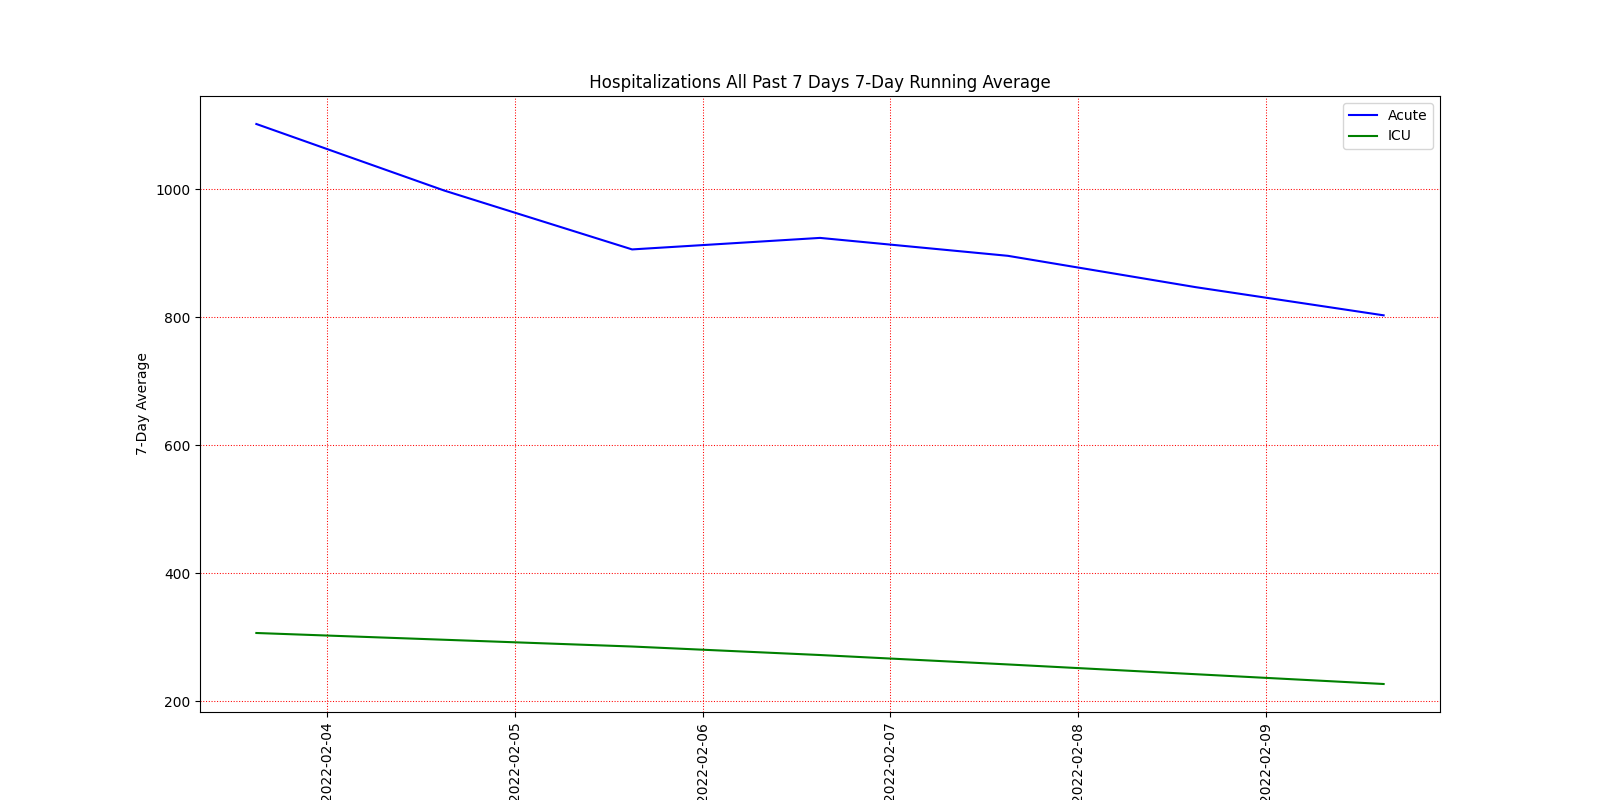 Hospitalizations All Past 7 Days 7-Day Running Average
Acute
ICU
7-Day Average
1000
800
600
400
200
2022-02-04
2022-02-05
2022-02-06
2022-02-07
2022-02-08
2022-02-09